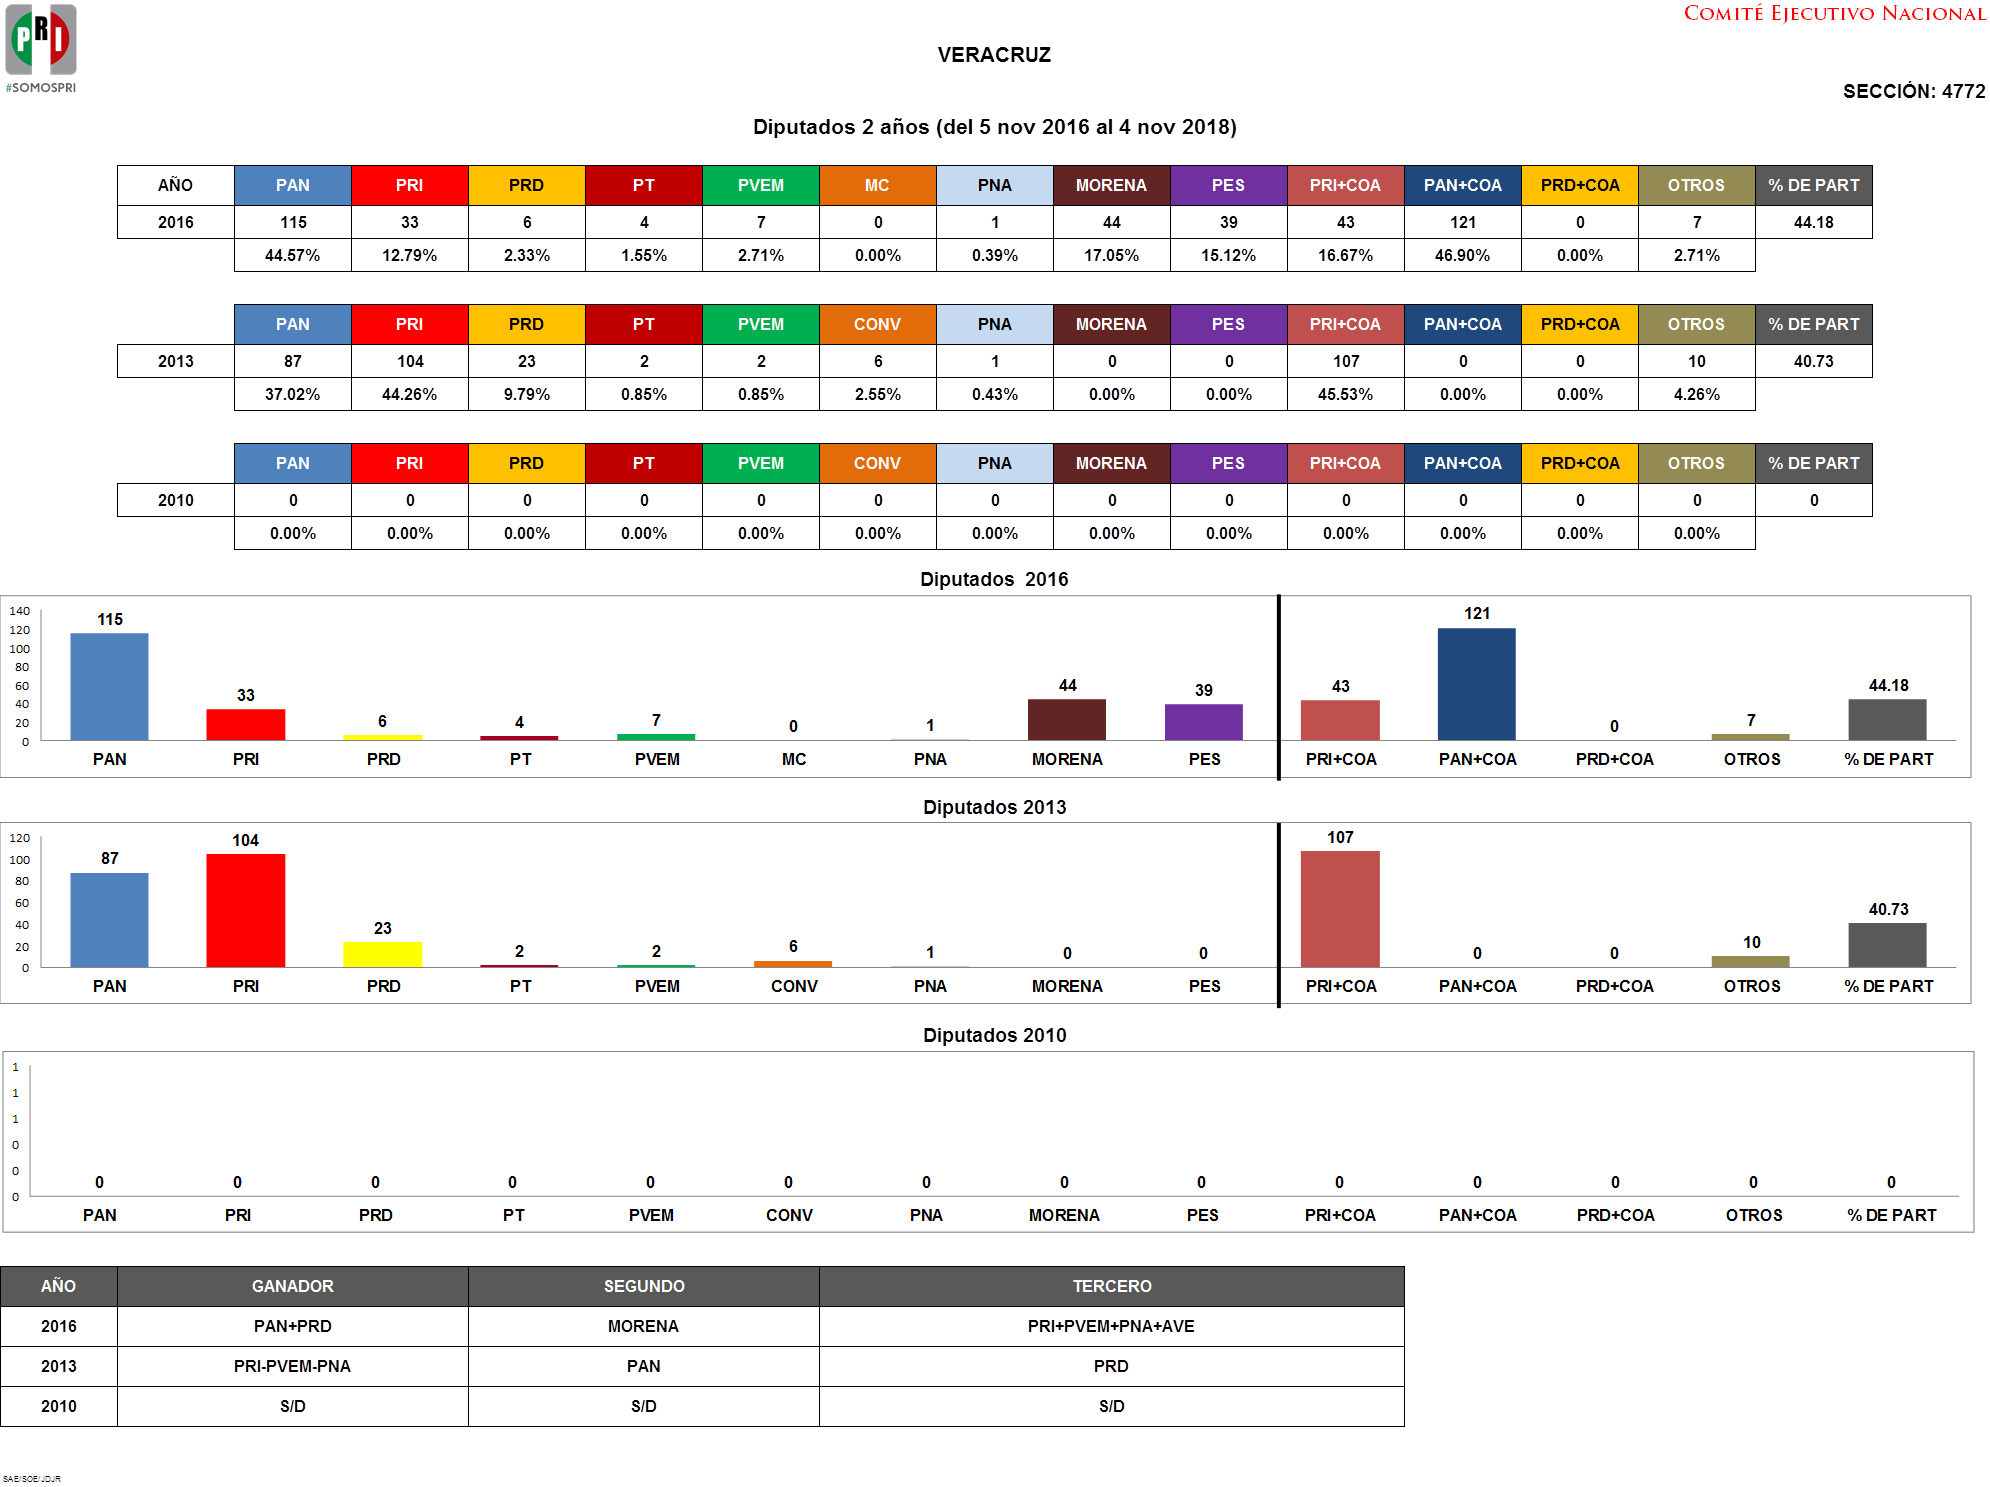 PRI
#SOMOSPRI
COMITÉ EJECUTIVO NACIONAL
VERACRUZ
SECCIÓN: 4772
Diputados 2 años (del 5 nov 2016 al 4 nov 2018)
AÑO PAN PRI PRD PT PVEM MC PNA MORENA PES PRI+COA PAN+COA PRD+COA OTROS % DE PART
2016 115 33 6 4 7 0 1 44 39 43 121 0 7 44.18
44.57% 12.79% 2.33% 1.55% 2.71% 0.00% 0.39% 17.05% 15.12% 16.67% 46.90% 0.00% 2.71%
PAN PRI PRD PT PVEM CONV PNA MORENA PES PRI+COA PAN+COA PRD+COA OTROS % DE PART
2013 87 104 23 2 2 6 1 0 0 107 0 0 10 40.73
37.02% 44.26% 9.79% 0.85% 0.85% 2.55% 0.43% 0.00% 0.00% 45.53% 0.00% 0.00% 4.26%
PAN PRI PRD PT PVEM CONV PNA MORENA PES PRI+COA PAN+COA PRD+COA OTROS % DE PART
2010 0 0 0 0 0 0 0 0 0 0 0 0 0 0
0.00% 0.00% 0.00% 0.00% 0.00% 0.00% 0.00% 0.00% 0.00% 0.00% 0.00% 0.00% 0.00%
Diputados 2016
140
120
100
80
60
40
20
0
115 33 6 4 7 0 1 44 39 43 121 0 7 44.18
PAN PRI PRD PT PVEM MC PNA MORENA PES PRI+COA PAN+COA PRD+COA OTROS % DE PART
Diputados 2013
120
100
80
60
40
20
0
87 104 23 2 2 6 1 0 0 107 0 0 10 40.73
PAN PRI PRD PT PVEM CONV PNA MORENA PES PRI+COA PAN+COA PRD+COA OTROS % DE PART
Diputados 2010
1
1
1
0
0
0
0 0 0 0 0 0 0 0 0 0 0 0 0 0
PAN PRI PRD PT PVEM CONV PNA MORENA PES PRI+COA PAN+COA PRD+COA OTROS % DE PART
AÑO GANADOR SEGUNDO TERCERO
2016 PAN+PRD MORENA PRI+PVEM+PNA+AVE
2013 PRI-PVEM-PNA PAN PRD
2010 S/D S/D S/D
SAE/SOE/JDJR